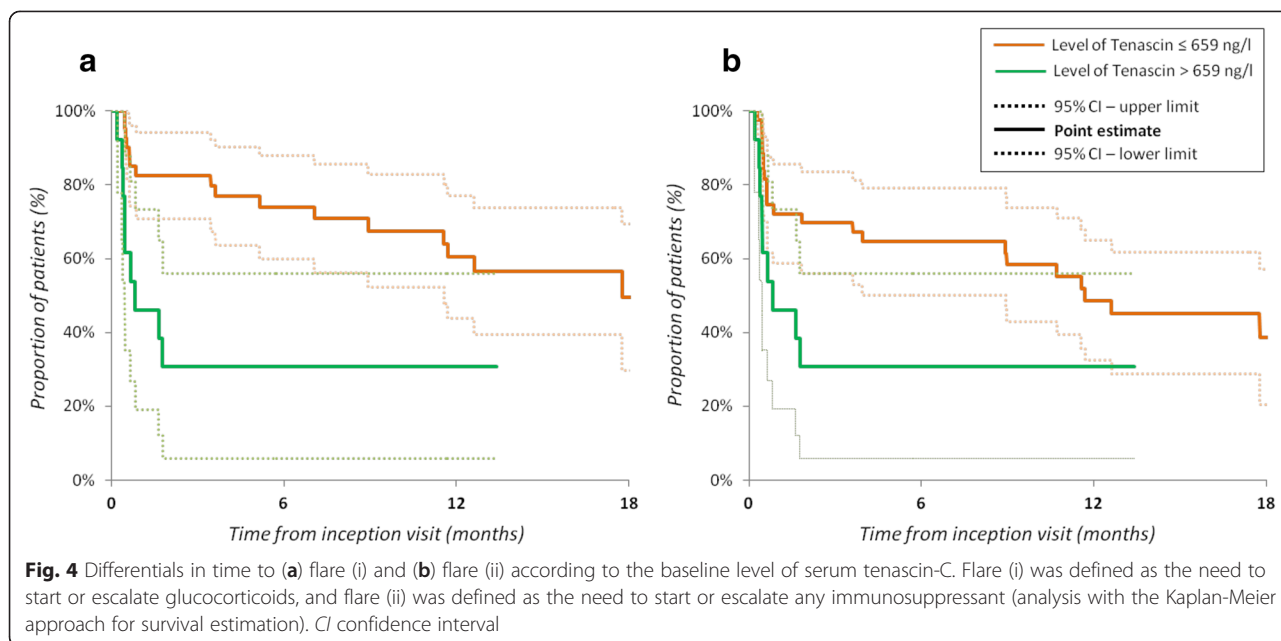 Level of Tenascin ≤ 659 ng/l
Level of Tenascin > 659 ng/l
95% CI – upper limit
Point estimate
95% CI – lower limit
a
100%
80%
60%
40%
20%
0%
Proportion of patients (%)
0
6
12
18
Time from inception visit (months)
b
100%
80%
60%
40%
20%
0%
Proportion of patients (%)
0
6
12
18
Time from inception visit (months)
Fig. 4 Differentials in time to (a) flare (i) and (b) flare (ii) according to the baseline level of serum tenascin-C. Flare (i) was defined as the need to
start or escalate glucocorticoids, and flare (ii) was defined as the need to start or escalate any immunosuppressant (analysis with the Kaplan-Meier
approach for survival estimation). CI confidence interval